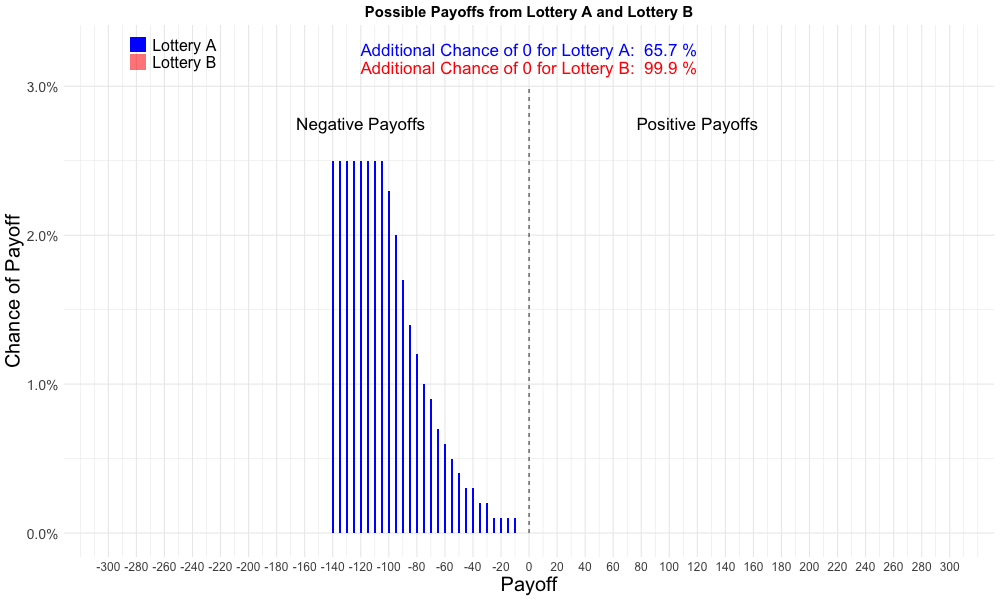 Possible Payoffs from Lottery A and Lottery B
Lottery A
Lottery B
Additional Chance of 0 for Lottery A: 65.7 %
Additional Chance of 0 for Lottery B: 99.9 %
Negative Payoffs
Positive Payoffs
Chance of Payoff
3.0%
2.0%
1.0%
0.0%
-300 -280 -260 -240 -220 -200 -180 -160 -140 -120 -100 -80 -60 -40 -20 0 20 40 60 80 100 120 140 160 180 200 220 240 260 280 300
Payoff